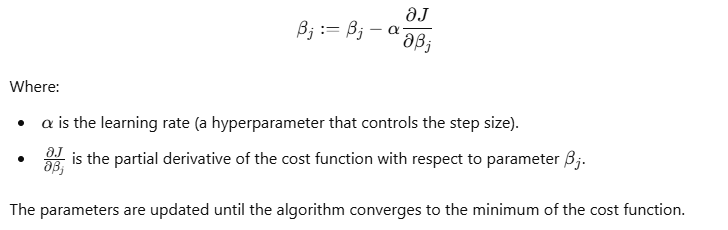 βⱼ := βⱼ − α ∂J/∂βⱼ
Where:
• α is the learning rate (a hyperparameter that controls the step size).
• ∂J/∂βⱼ is the partial derivative of the cost function with respect to parameter βⱼ.
The parameters are updated until the algorithm converges to the minimum of the cost function.